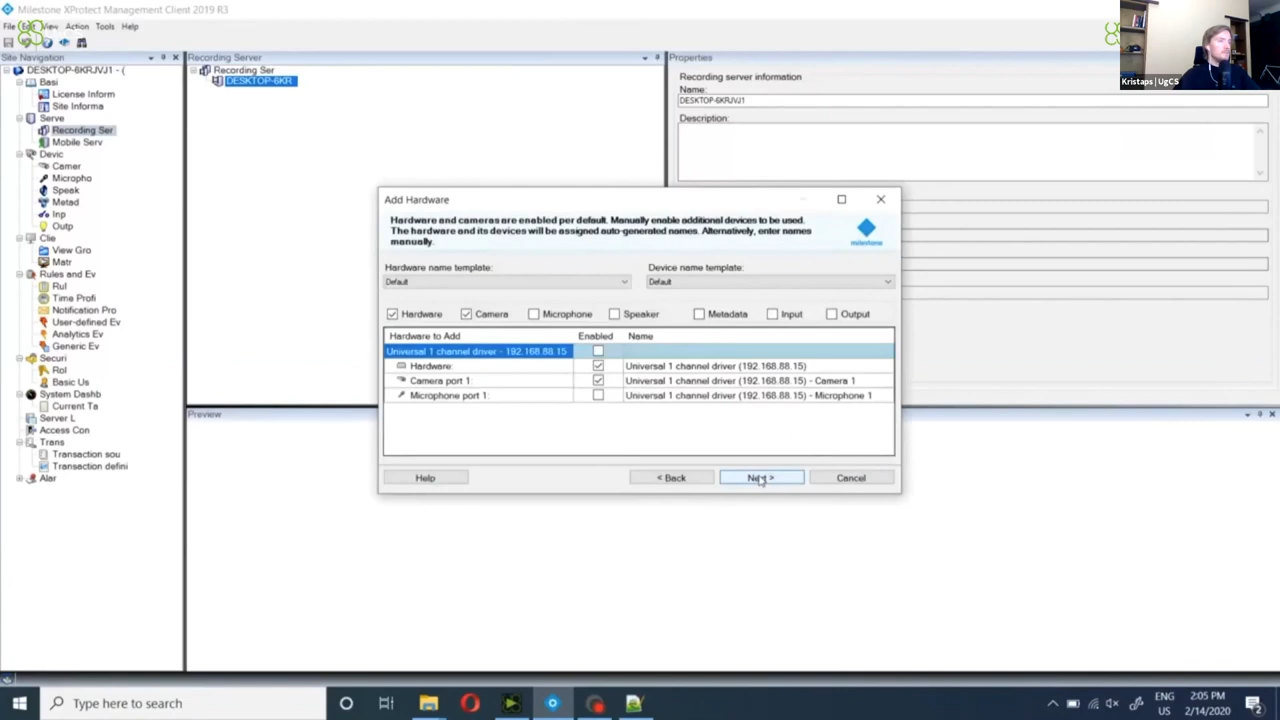 Milestone XProtect Management Client 2019 R3
File Edit View Action Tools Help
Kristaps | UgCS
Site Navigation
DESKTOP-6KRJVJ1 - (
Basi
License Inform
Site Informa
Serve
Recording Ser
Mobile Serv
Devic
Camer
Micropho
Speak
Metad
Inp
Outp
Clie
View Gro
Matr
Rules and Ev
Rul
Time Profi
Notification Pro
User-defined Ev
Analytics Ev
Generic Ev
Securi
Rol
Basic Us
System Dashb
Current Ta
Server L
Access Con
Trans
Transaction sou
Transaction defini
Alar
Recording Server
Recording Ser
DESKTOP-6KR
Properties
Recording server information
Name:
DESKTOP-6KRJVJ1
Description:
Add Hardware
Hardware and cameras are enabled per default. Manually enable additional devices to be used.
The hardware and its devices will be assigned auto-generated names. Alternatively, enter names
manually.
milestone
Hardware name template: Device name template:
Default Default
Hardware Camera Microphone Speaker Metadata Input Output
Hardware to Add Enabled Name
Universal 1 channel driver - 192.168.88.15
Hardware: Universal 1 channel driver (192.168.88.15)
Camera port 1: Universal 1 channel driver (192.168.88.15) - Camera 1
Microphone port 1: Universal 1 channel driver (192.168.88.15) - Microphone 1
Help < Back Next > Cancel
Preview
Type here to search
ENG 2:05 PM
US 2/14/2020
2